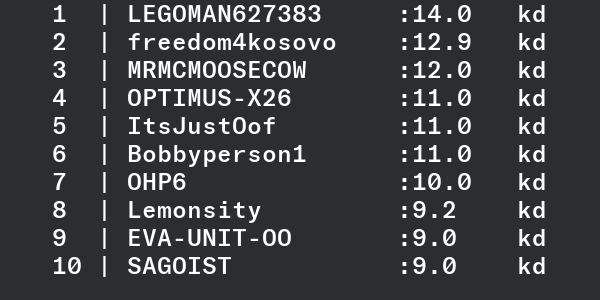 1  | LEGOMAN627383     :14.0   kd
2  | freedom4kosovo    :12.9   kd
3  | MRMCMOOSECOW      :12.0   kd
4  | OPTIMUS-X26       :11.0   kd
5  | ItsJustOof        :11.0   kd
6  | Bobbyperson1      :11.0   kd
7  | OHP6              :10.0   kd
8  | Lemonsity         :9.2    kd
9  | EVA-UNIT-OO       :9.0    kd
10 | SAGOIST           :9.0    kd